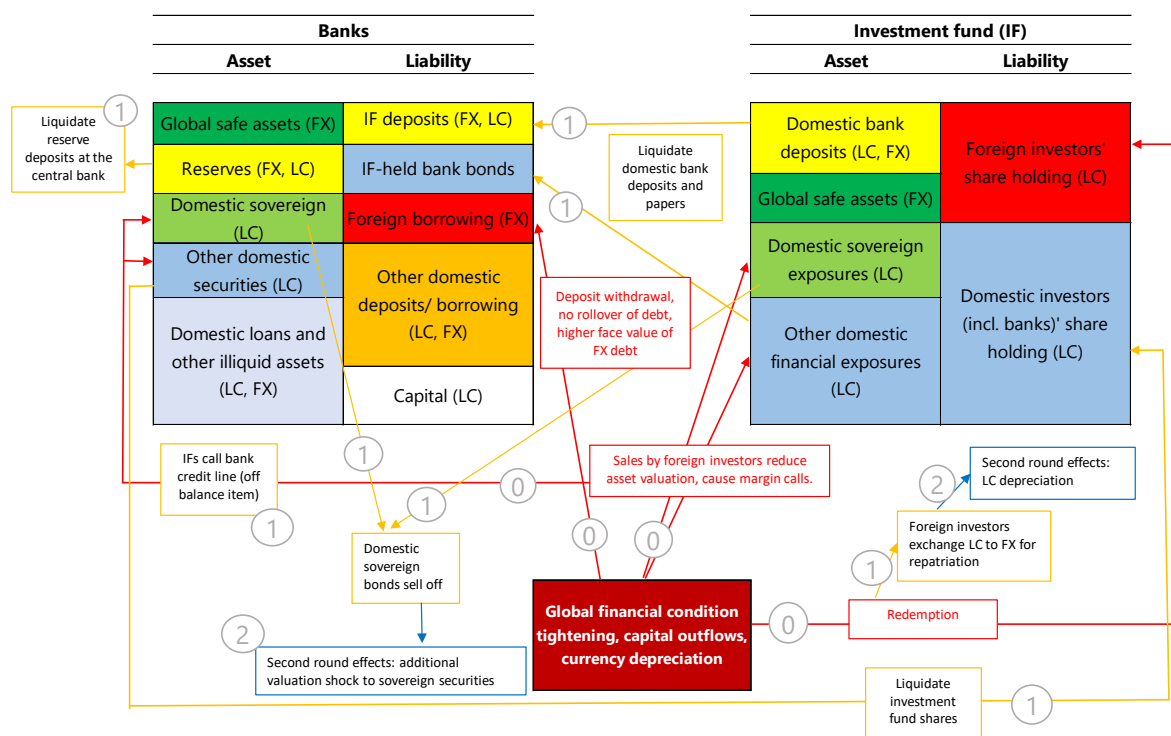 Banks
Asset
Liability
Global safe assets (FX)
Reserves (FX, LC)
Domestic sovereign
(LC)
Other domestic
securities (LC)
Domestic loans and
other illiquid assets
(LC, FX)
IF deposits (FX, LC)
IF-held bank bonds
Foreign borrowing (FX)
Other domestic
deposits/ borrowing
(LC, FX)
Capital (LC)
Investment fund (IF)
Asset
Liability
Domestic bank
deposits (LC, FX)
Global safe assets (FX)
Domestic sovereign
exposures (LC)
Other domestic
financial exposures
(LC)
Foreign investors'
share holding (LC)
Domestic investors
(incl. banks)' share
holding (LC)
1
Liquidate
reserve
deposits at the
central bank
1
Liquidate
domestic bank
deposits and
papers
1
Deposit withdrawal,
no rollover of debt,
higher face value of
FX debt
IFs call bank
credit line (off
balance item)
1
1
1
0
Sales by foreign investors reduce
asset valuation, cause margin calls.
0
0
Domestic
sovereign
bonds sell off
2
Second round effects: additional
valuation shock to sovereign securities
Global financial condition
tightening, capital outflows,
currency depreciation
0
Redemption
1
Foreign investors
exchange LC to FX for
repatriation
2
Second round effects:
LC depreciation
Liquidate
investment
fund shares
1